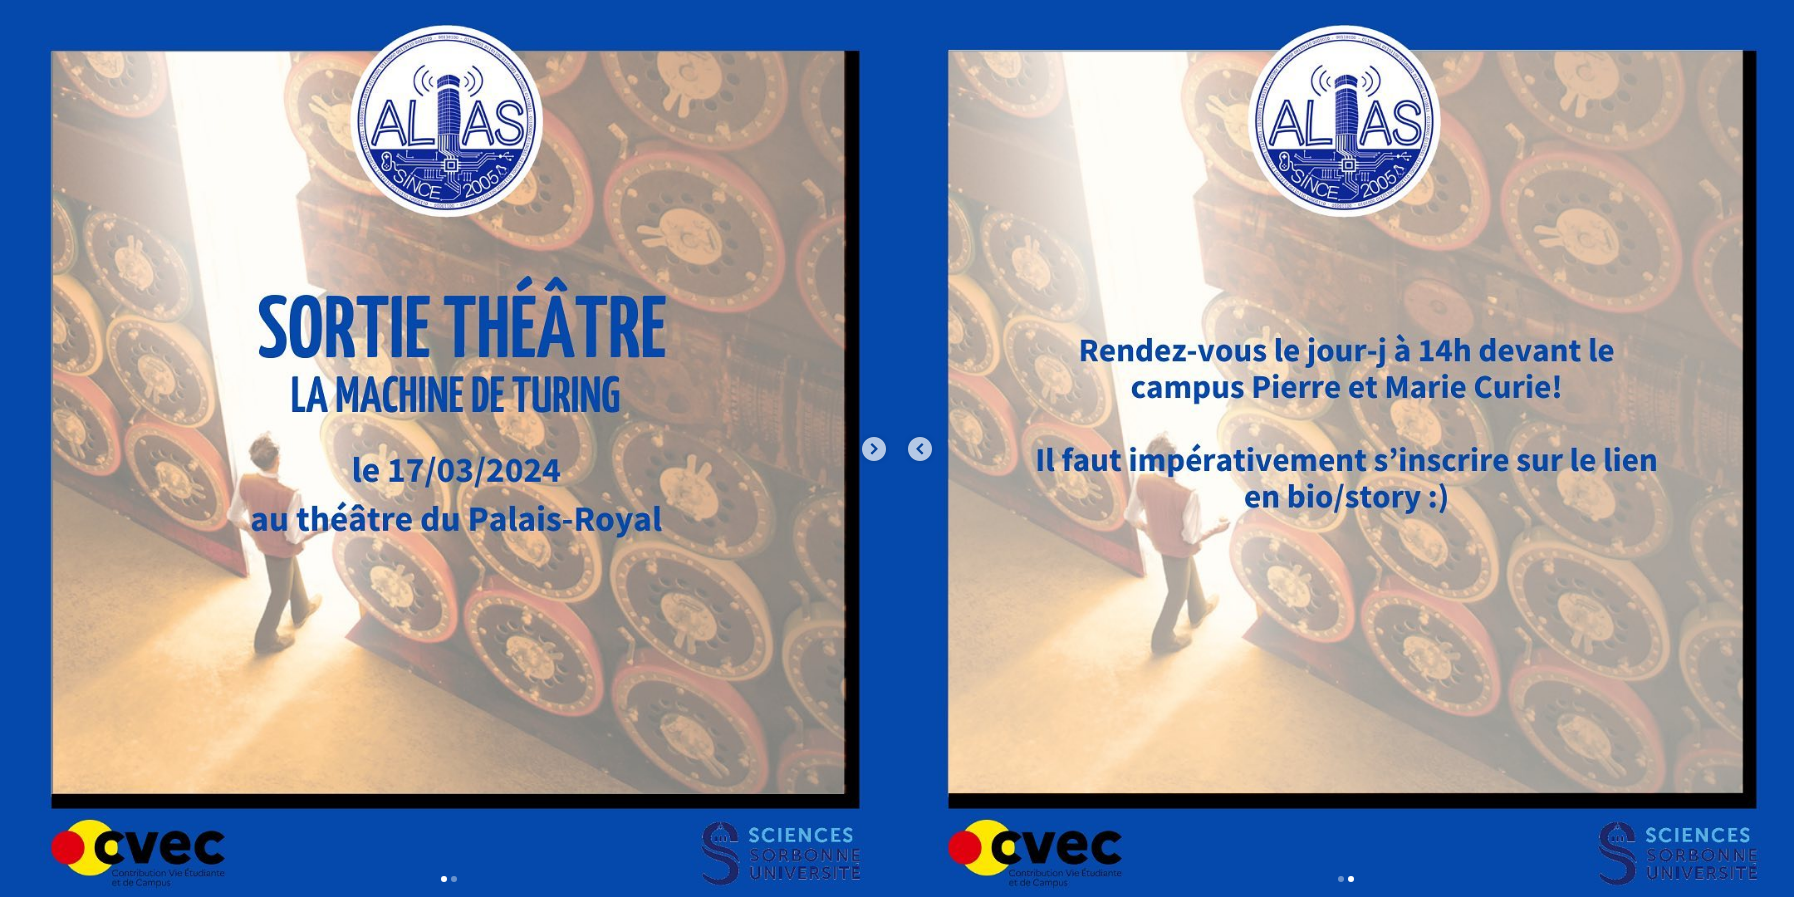 ALIAS
SINCE 2005
SORTIE THÉÂTRE
LA MACHINE DE TURING
le 17/03/2024
au théâtre du Palais-Royal
cvec
Contribution Vie Étudiante
et de Campus
SCIENCES
SORBONNE
UNIVERSITÉ
ALIAS
SINCE 2005
Rendez-vous le jour-j à 14h devant le
campus Pierre et Marie Curie!
Il faut impérativement s’inscrire sur le lien
en bio/story :)
cvec
Contribution Vie Étudiante
et de Campus
SCIENCES
SORBONNE
UNIVERSITÉ